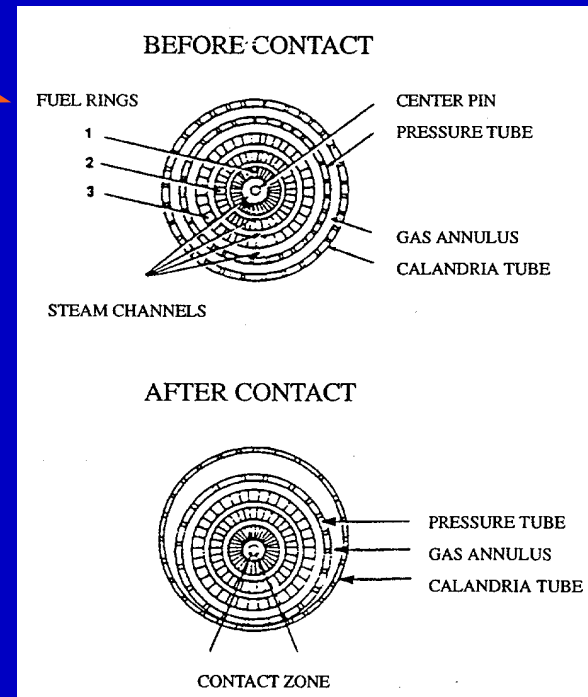 BEFORE CONTACT
FUEL RINGS
CENTER PIN
1
PRESSURE TUBE
2
3
GAS ANNULUS
CALANDRIA TUBE
STEAM CHANNELS
AFTER CONTACT
PRESSURE TUBE
GAS ANNULUS
CALANDRIA TUBE
CONTACT ZONE